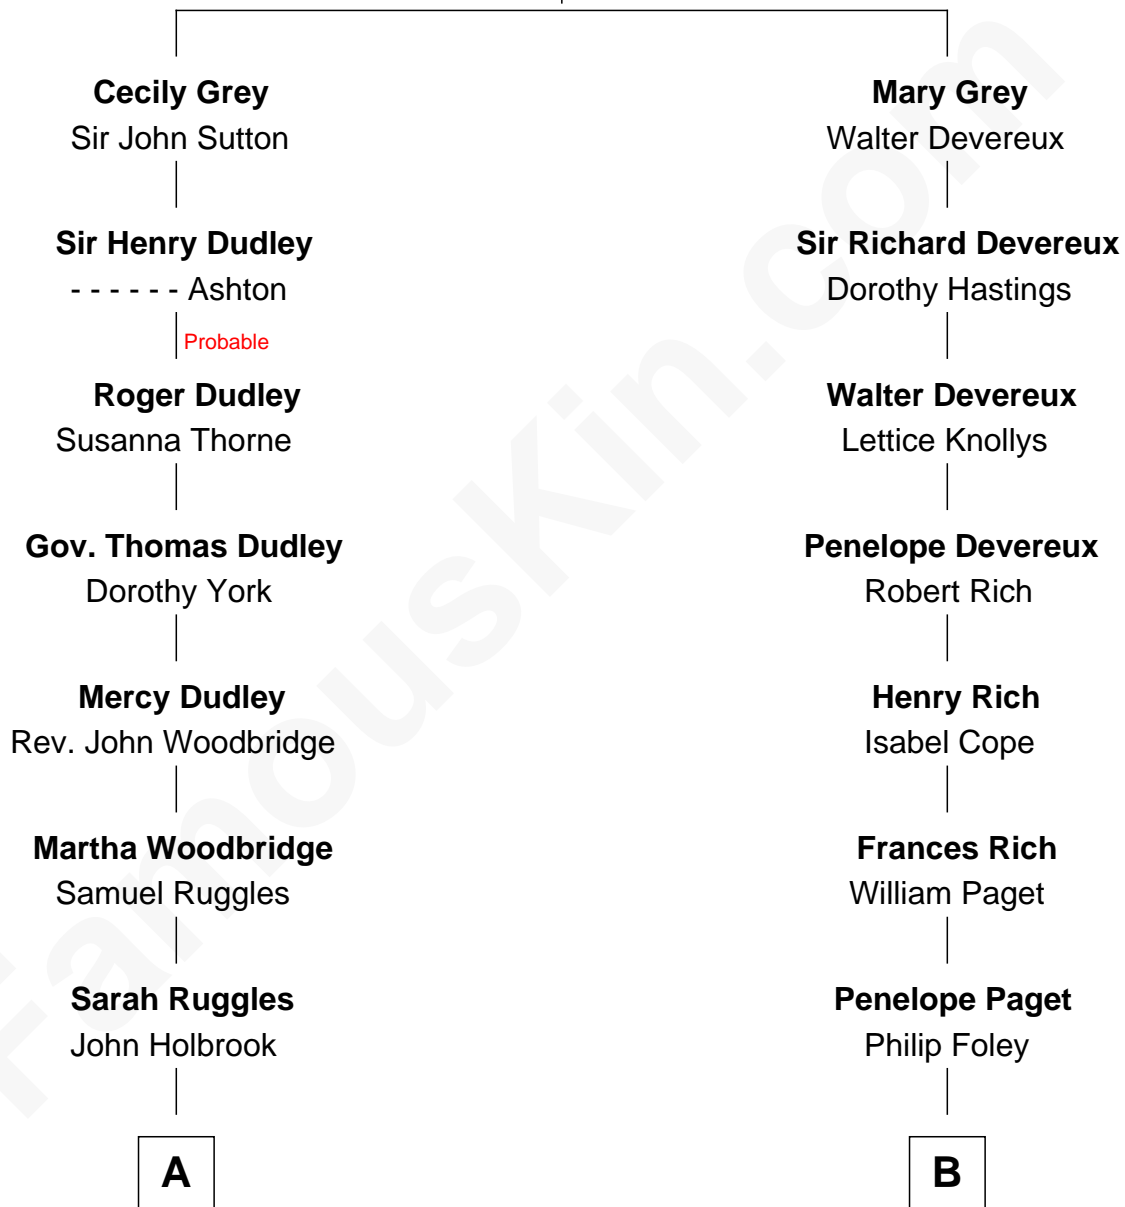 Cecily Grey
Sir John Sutton
Sir Henry Dudley
- - - - - - Ashton
Probable
Roger Dudley
Susanna Thorne
Gov. Thomas Dudley
Dorothy York
Mercy Dudley
Rev. John Woodbridge
Martha Woodbridge
Samuel Ruggles
Sarah Ruggles
John Holbrook
A
Mary Grey
Walter Devereux
Sir Richard Devereux
Dorothy Hastings
Walter Devereux
Lettice Knollys
Penelope Devereux
Robert Rich
Henry Rich
Isabel Cope
Frances Rich
William Paget
Penelope Paget
Philip Foley
B
FamousKin.com